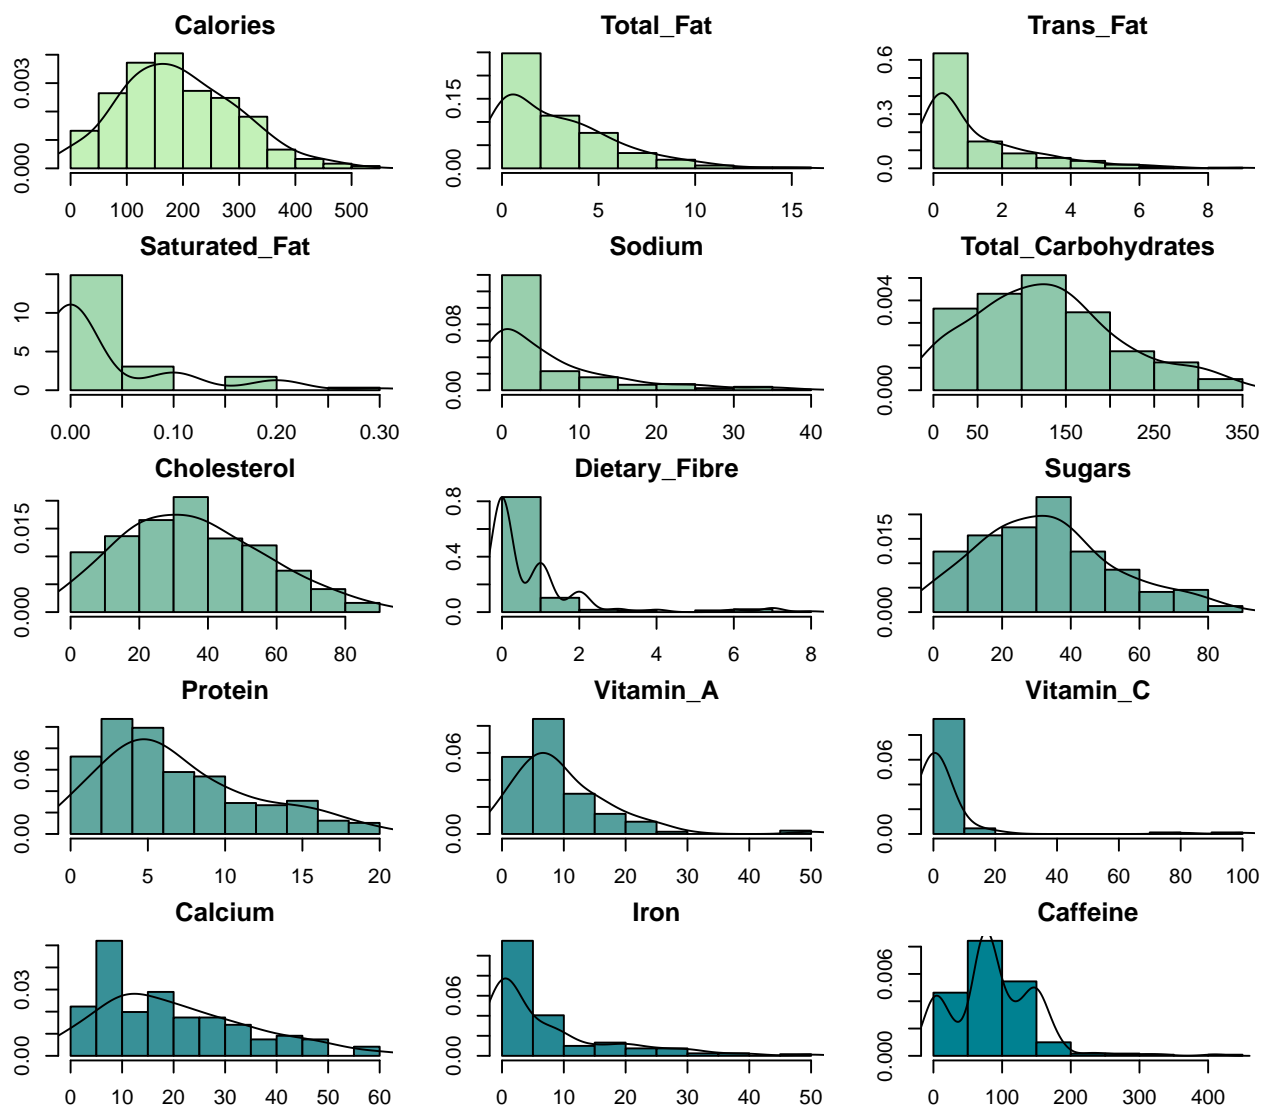 Calories Total_Fat Trans_Fat
0.000 0.003
0 100 200 300 400 500
0.00 0.15
0 5 10 15
0.0 0.3 0.6
0 2 4 6 8
Saturated_Fat Sodium Total_Carbohydrates
0 5 10
0.00 0.10 0.20 0.30
0.00 0.08
0 10 20 30 40
0.000 0.004
0 50 150 250 350
Cholesterol Dietary_Fibre Sugars
0.000 0.015
0 20 40 60 80
0.0 0.4 0.8
0 2 4 6 8
0.000 0.015
0 20 40 60 80
Protein Vitamin_A Vitamin_C
0.00 0.06
0 5 10 15 20
0.00 0.06
0 10 20 30 40 50
0.00 0.06
0 20 40 60 80 100
Calcium Iron Caffeine
0.00 0.03
0 10 20 30 40 50 60
0.00 0.06
0 10 20 30 40 50
0.000 0.006
0 100 200 300 400